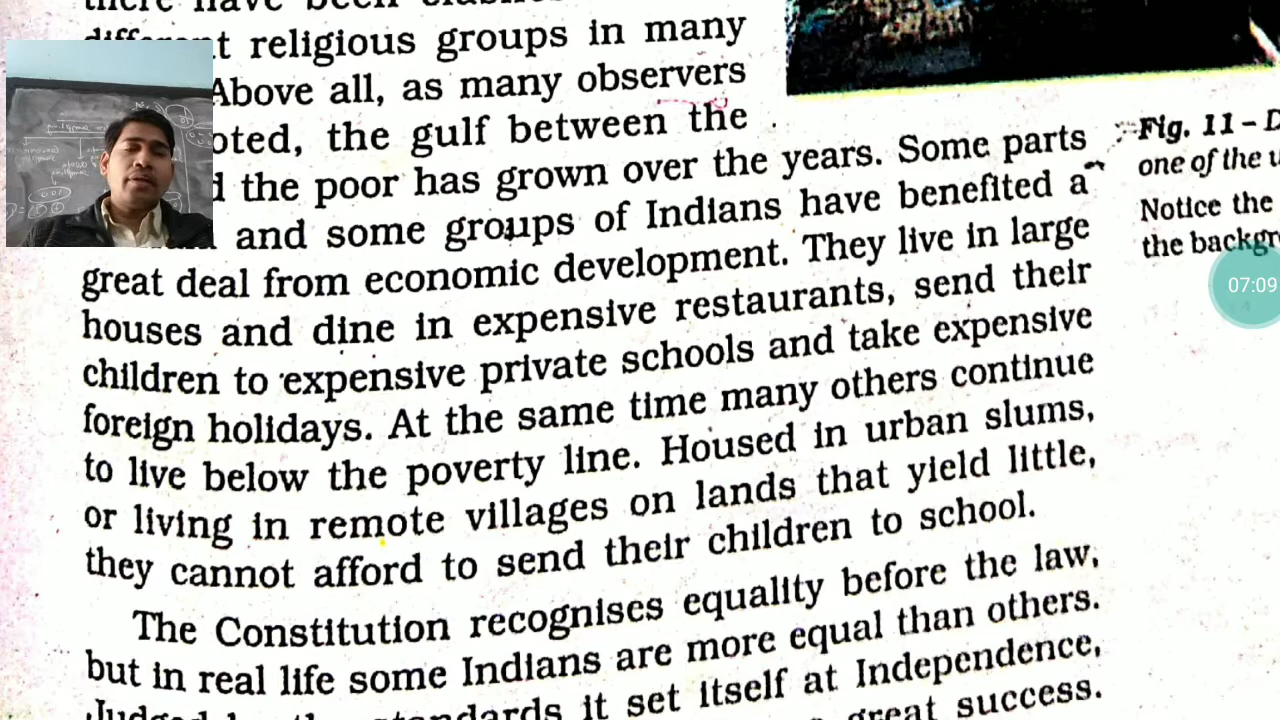 there have been
different religious groups in many
Above all, as many observers
noted, the gulf between the
the poor has grown over the years. Some parts
and some groups of Indians have benefited a
great deal from economic development. They live in large
houses and dine in expensive restaurants, send their
children to expensive private schools and take expensive
foreign holidays. At the same time many others continue
to live below the poverty line. Housed in urban slums,
or living in remote villages on lands that yield little,
they cannot afford to send their children to school.
The Constitution recognises equality before the law,
but in real life some Indians are more equal than others.
standards it set itself at Independence,
great success.
Fig. 11 – D
one of the
Notice the
the backgr
07:09